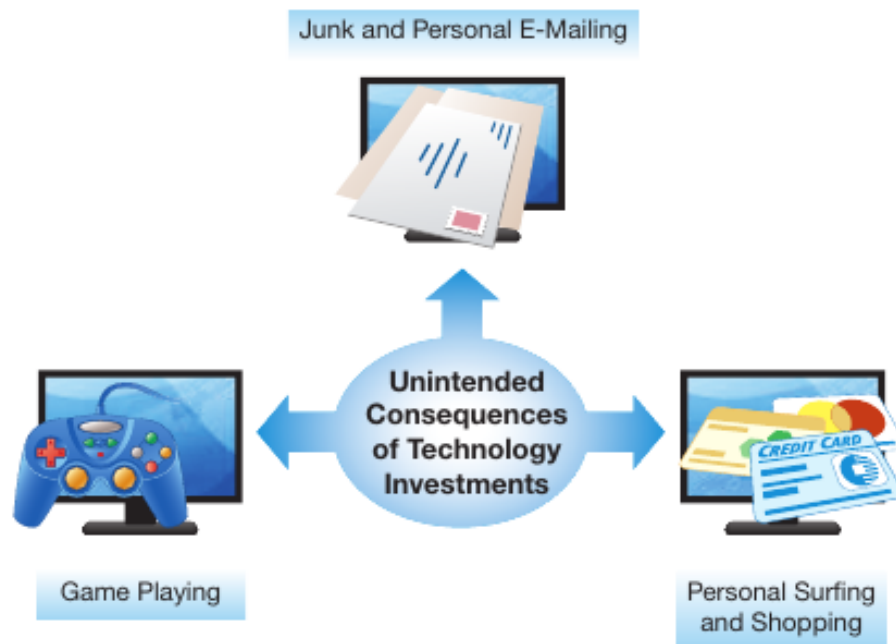 Junk and Personal E-Mailing
Unintended
Consequences
of Technology
Investments
CREDIT CARD
Game Playing
Personal Surfing
and Shopping